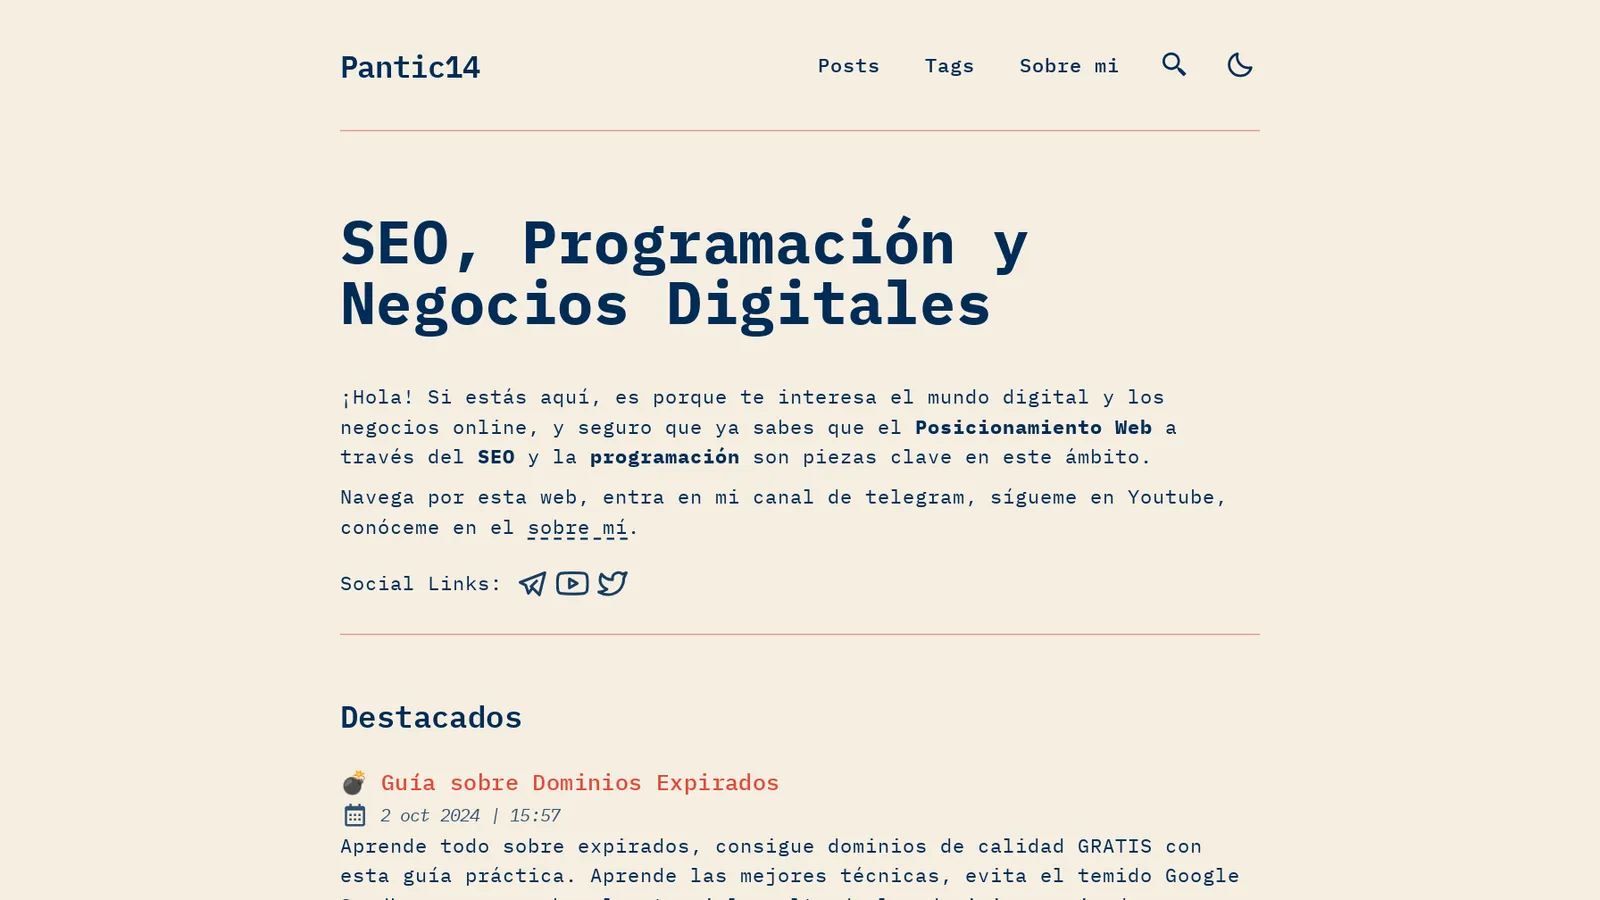 Pantic14
Posts Tags Sobre mi
SEO, Programación y
Negocios Digitales
¡Hola! Si estás aquí, es porque te interesa el mundo digital y los
negocios online, y seguro que ya sabes que el Posicionamiento Web a
través del SEO y la programación son piezas clave en este ámbito.
Navega por esta web, entra en mi canal de telegram, sígueme en Youtube,
conóceme en el sobre mí.
Social Links:
Destacados
💣 Guía sobre Dominios Expirados
2 oct 2024 | 15:57
Aprende todo sobre expirados, consigue dominios de calidad GRATIS con
esta guía práctica. Aprende las mejores técnicas, evita el temido Google